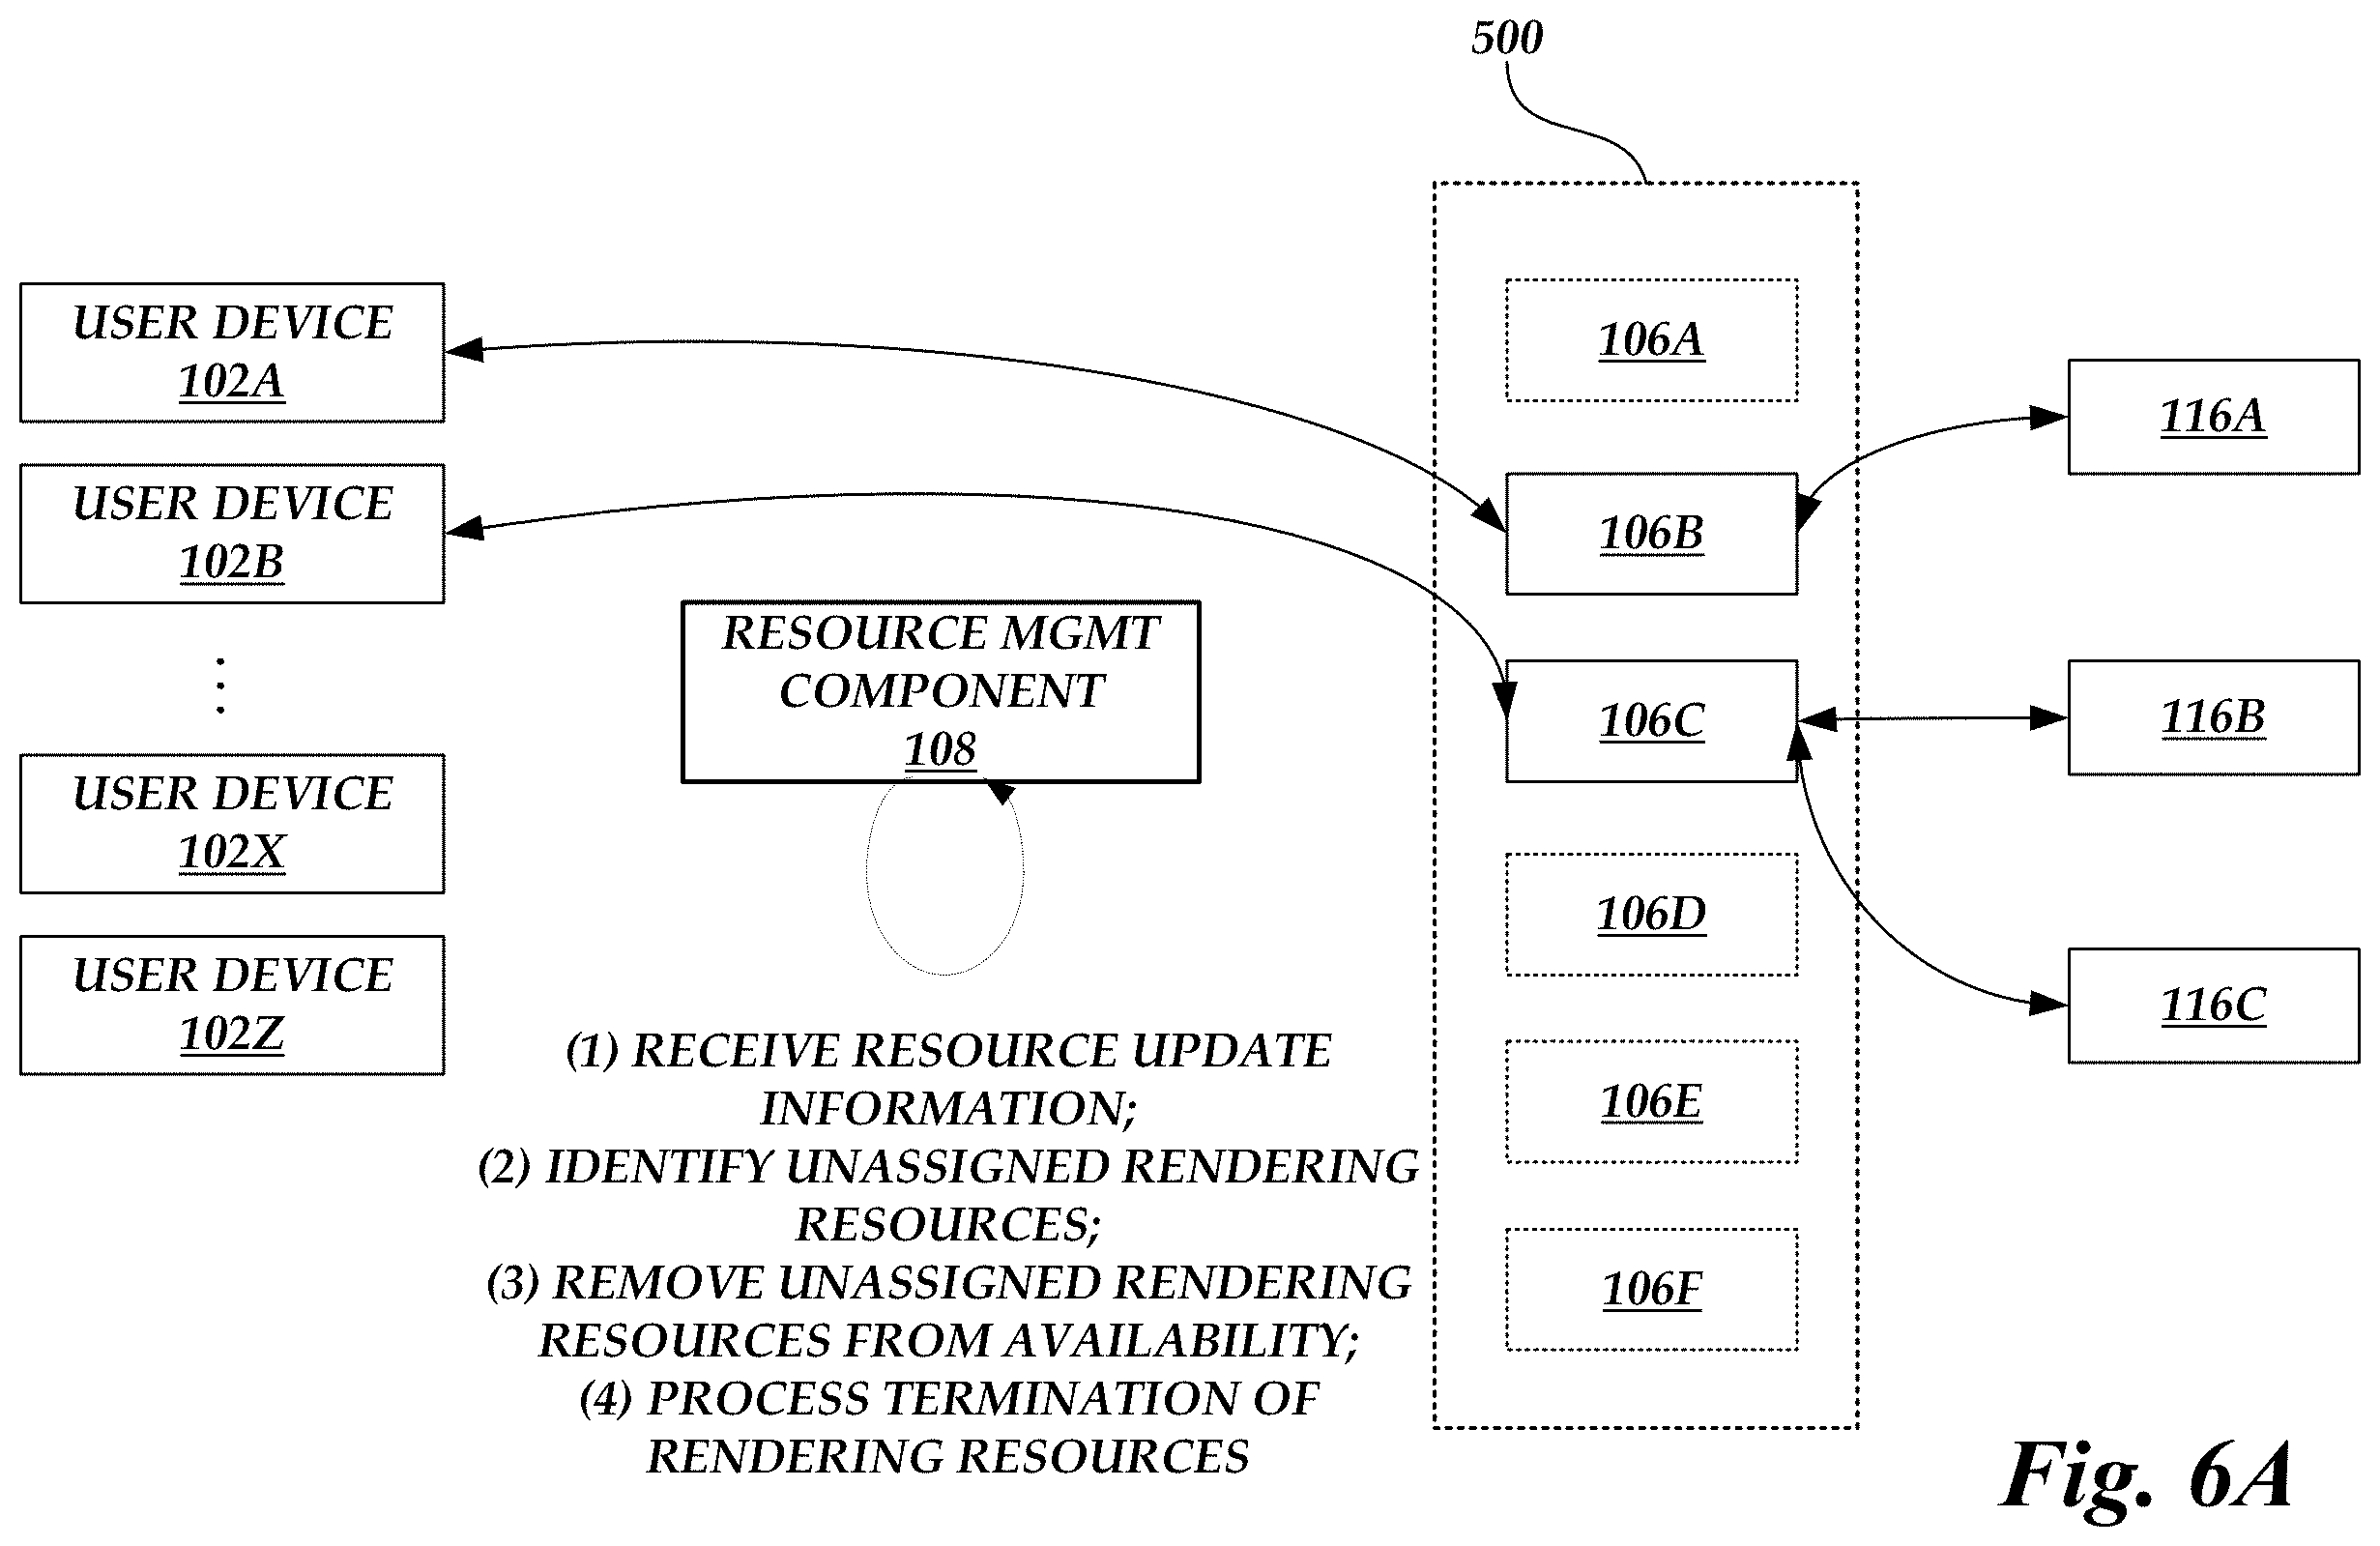 500
USER DEVICE
102A
USER DEVICE
102B
USER DEVICE
102X
USER DEVICE
102Z
RESOURCE MGMT
COMPONENT
108
(1) RECEIVE RESOURCE UPDATE
INFORMATION;
(2) IDENTIFY UNASSIGNED RENDERING
RESOURCES;
(3) REMOVE UNASSIGNED RENDERING
RESOURCES FROM AVAILABILITY;
(4) PROCESS TERMINATION OF
RENDERING RESOURCES
106A
106B
106C
106D
106E
106F
116A
116B
116C
Fig. 6A